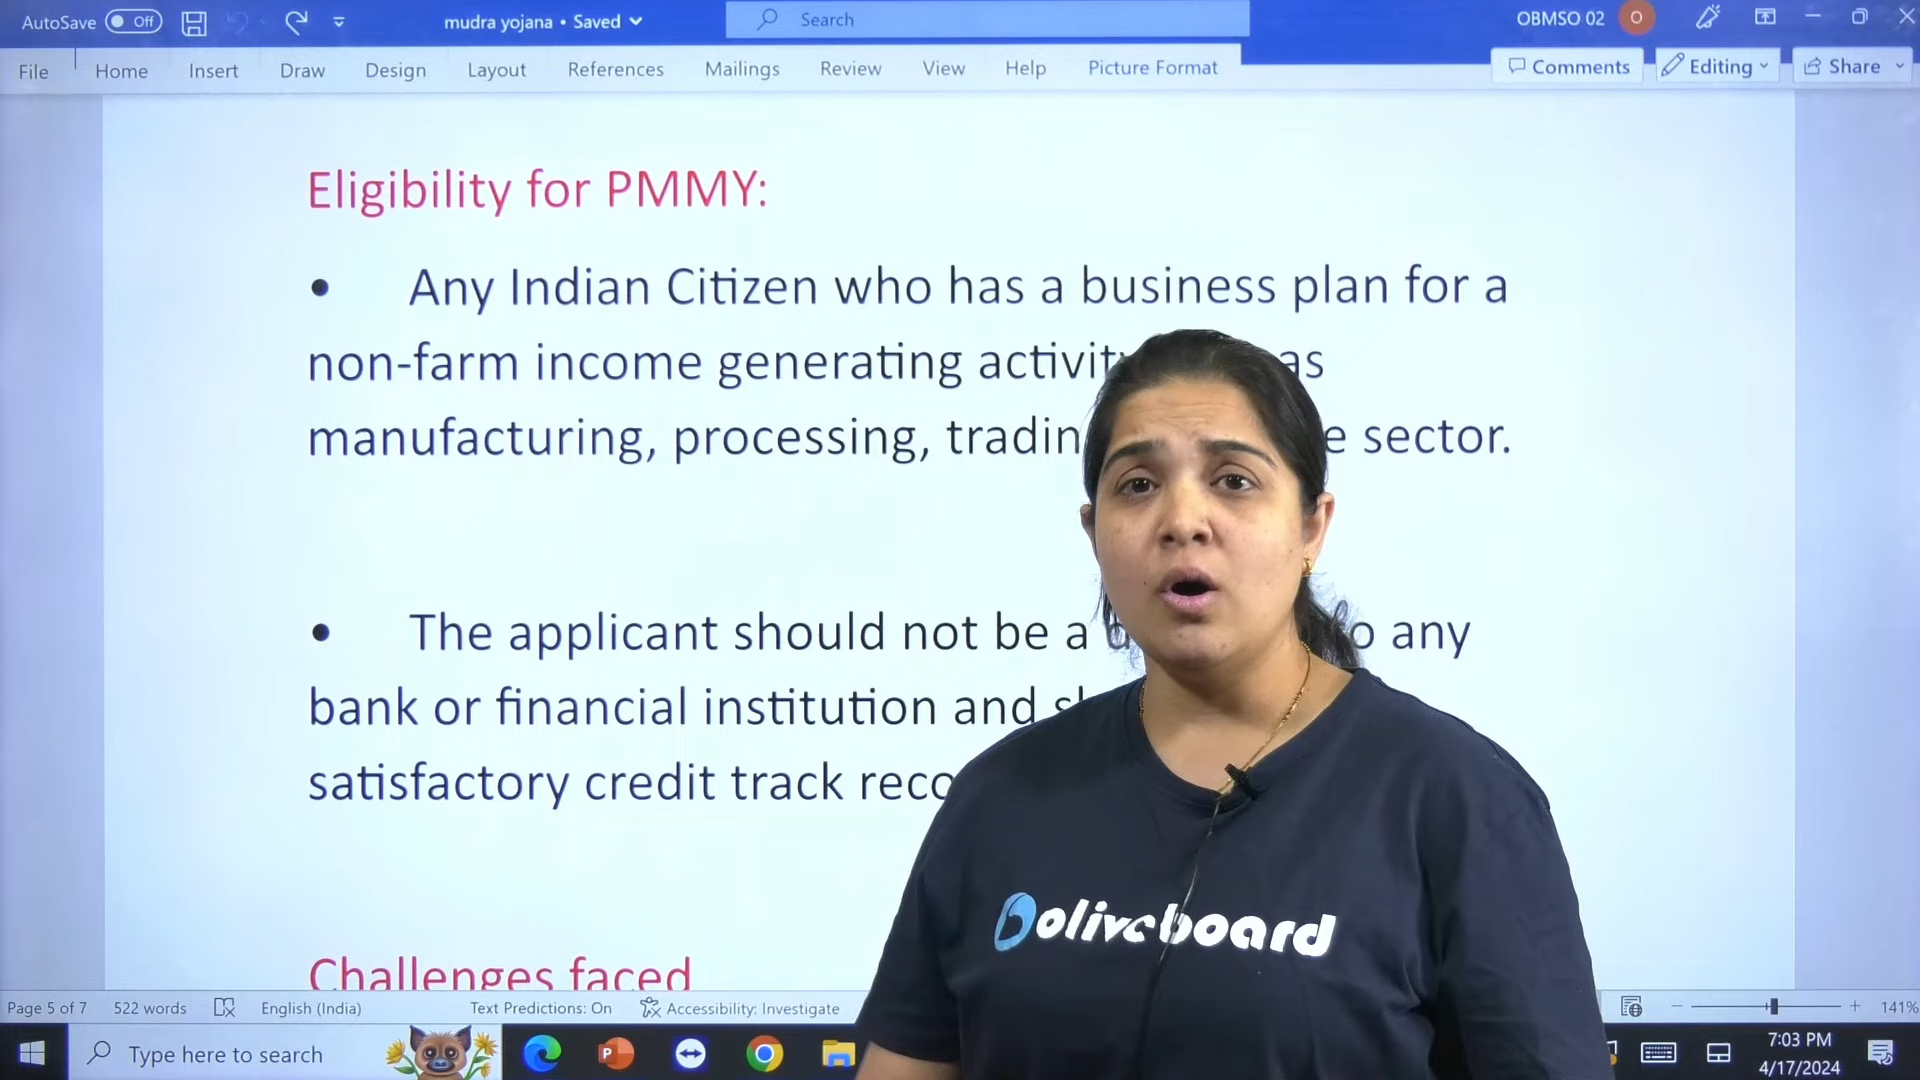 AutoSave Off mudra yojana • Saved Search OBMSO 02 O
File Home Insert Draw Design Layout References Mailings Review View Help Picture Format Comments Editing Share
Eligibility for PMMY:
• Any Indian Citizen who has a business plan for a
non-farm income generating activit as
manufacturing, processing, tradin e sector.
• The applicant should not be a o any
bank or financial institution and
satisfactory credit track reco
oliveboard
Challenges faced
Page 5 of 7 522 words English (India) Text Predictions: On Accessibility: Investigate 141%
Type here to search 7:03 PM
4/17/2024